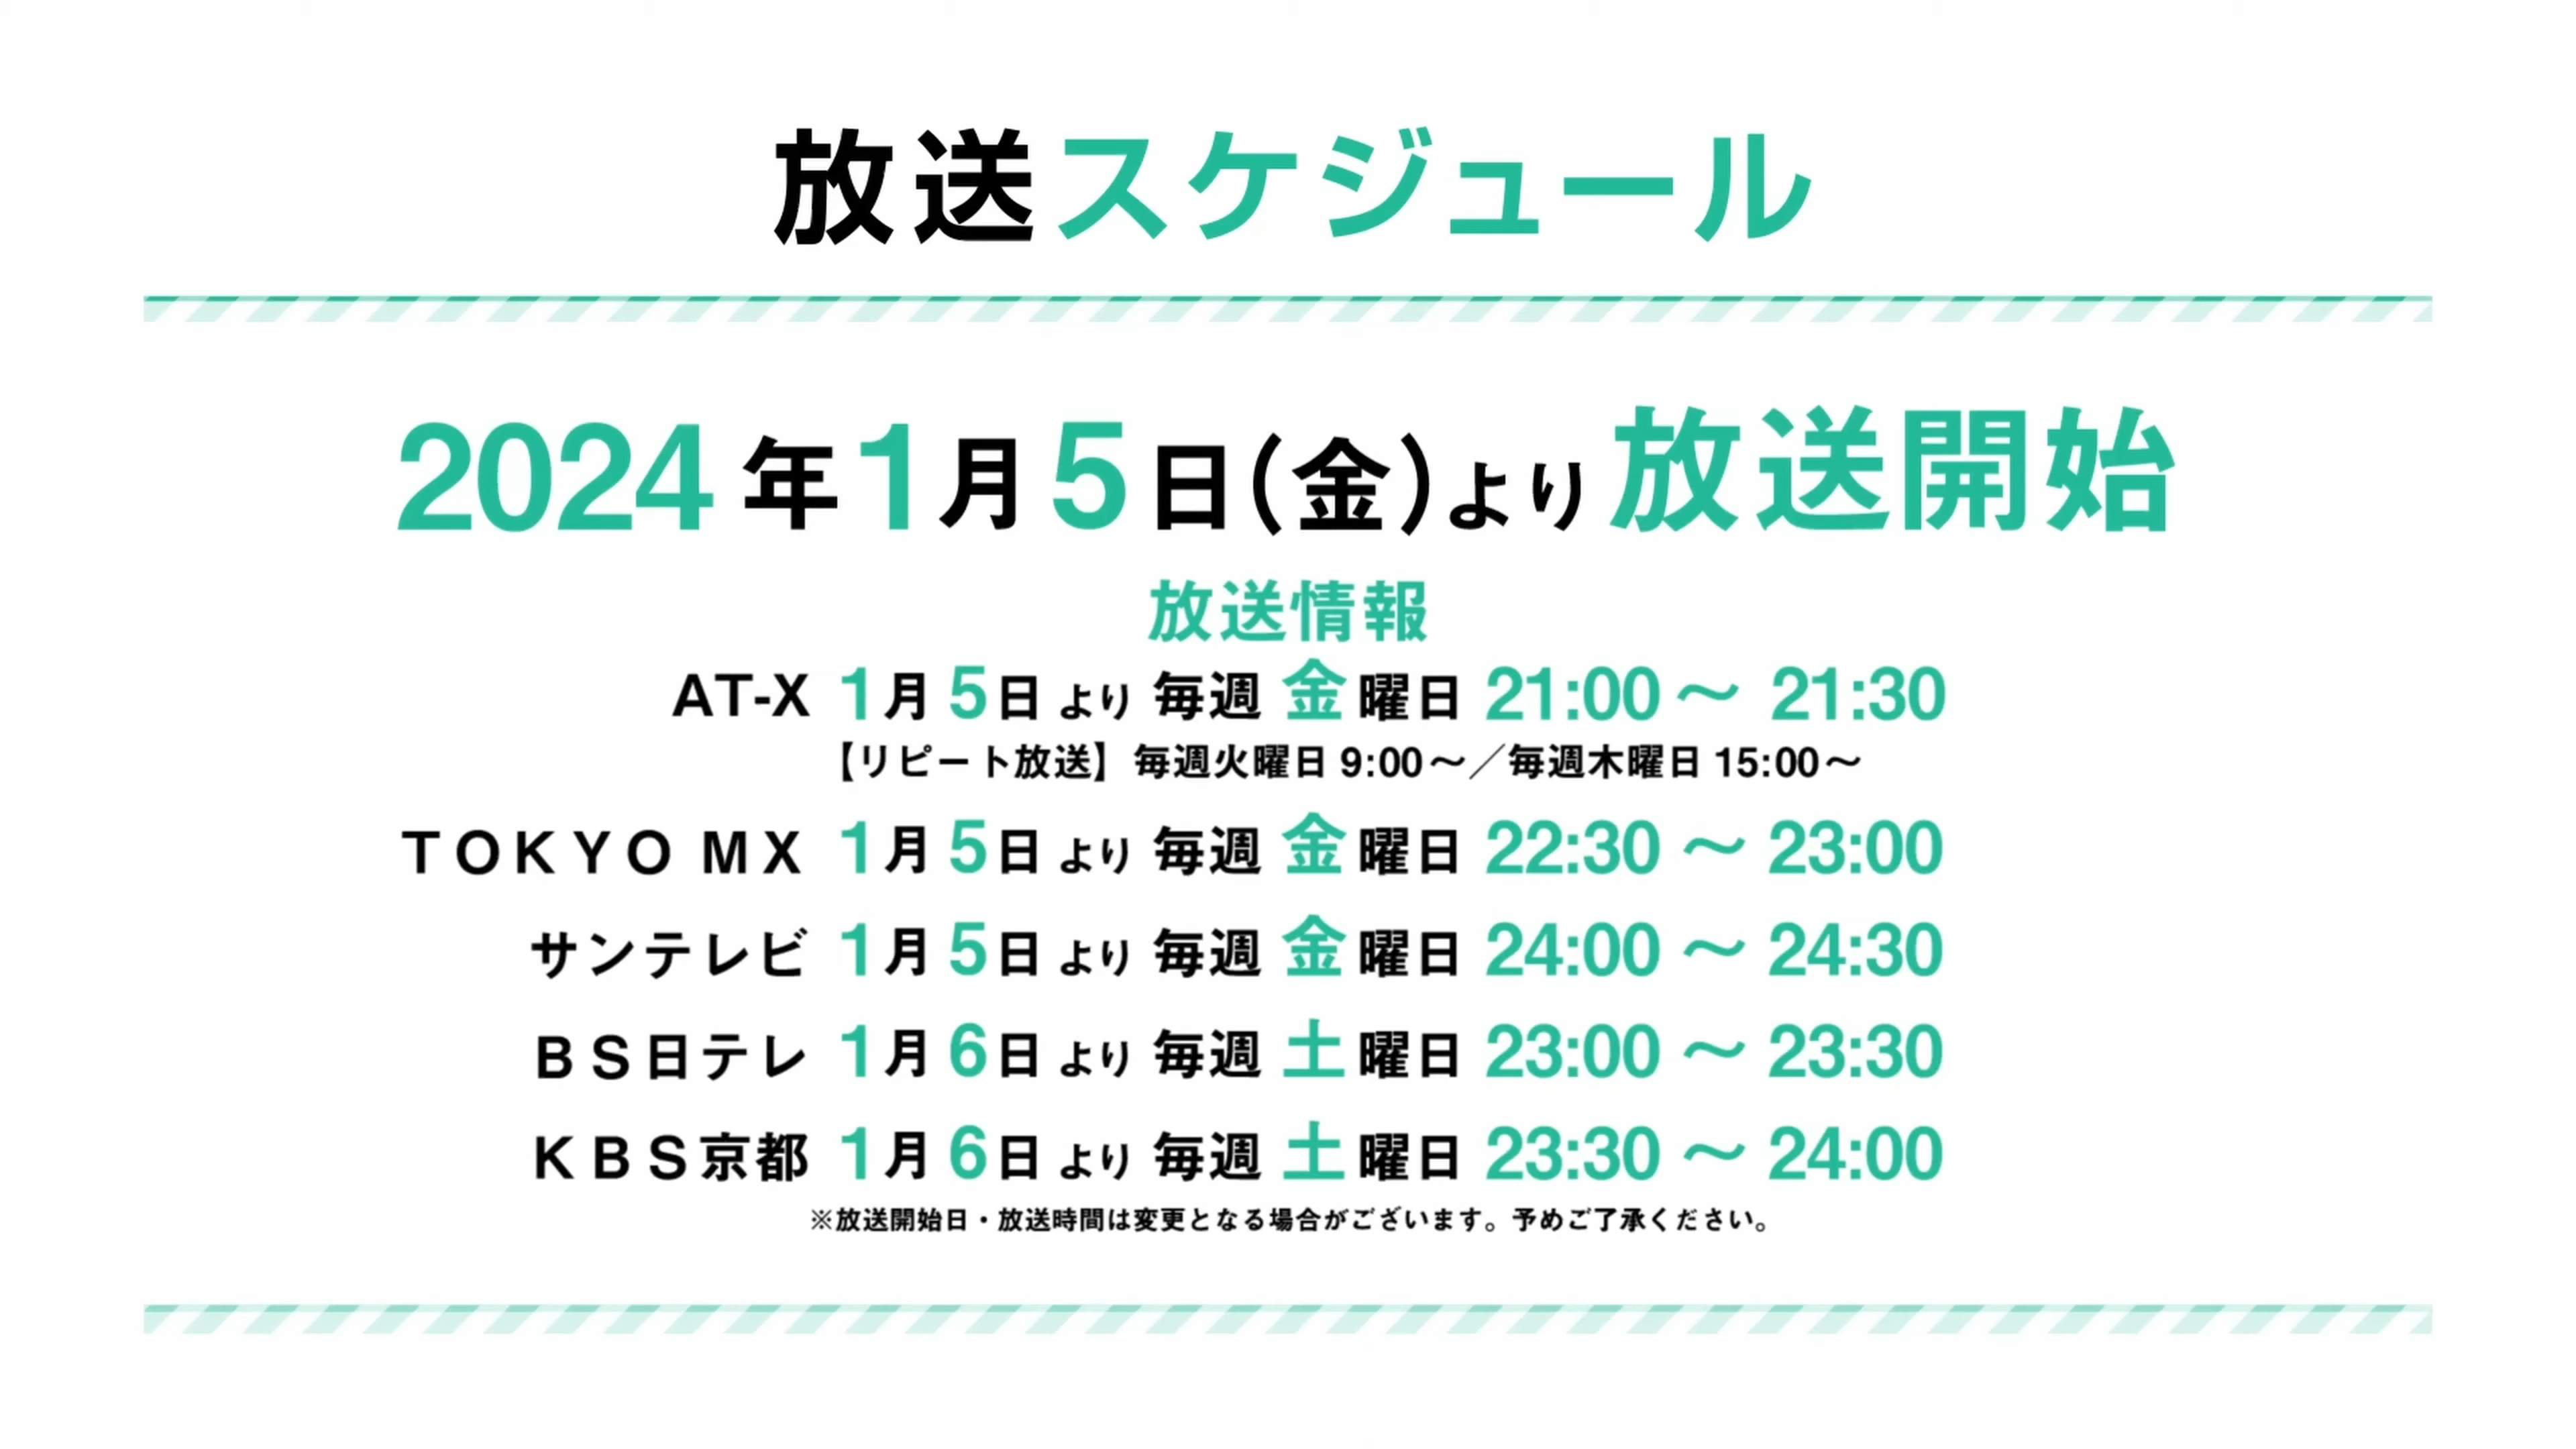 放送スケジュール
2024年1月5日(金)より放送開始
放送情報
AT-X 1月5日より 毎週 金曜日 21:00～21:30
【リピート放送】毎週火曜日 9:00～／毎週木曜日 15:00～
TOKYO MX 1月5日より 毎週 金曜日 22:30～23:00
サンテレビ 1月5日より 毎週 金曜日 24:00～24:30
BS日テレ 1月6日より 毎週 土曜日 23:00～23:30
KBS京都 1月6日より 毎週 土曜日 23:30～24:00
※放送開始日・放送時間は変更となる場合がございます。予めご了承ください。